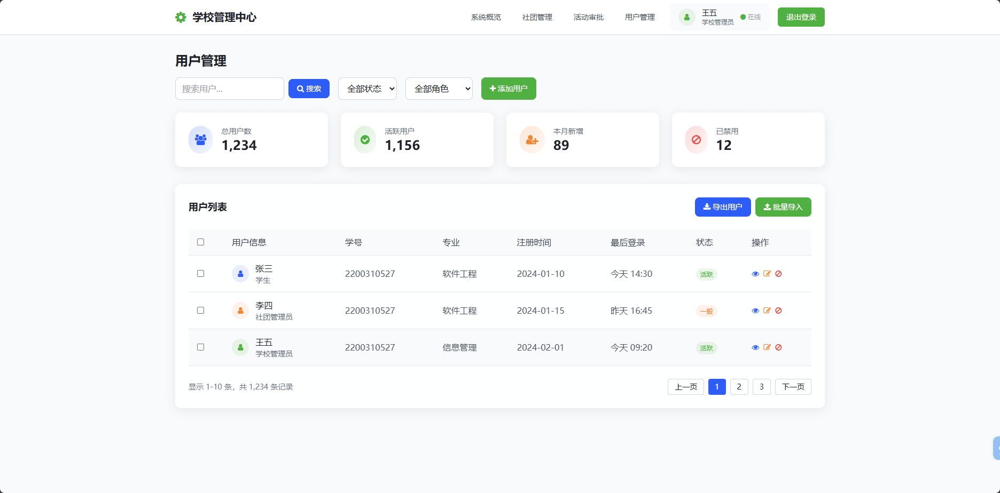 学校管理中心
系统概览 社团管理 活动审批 用户管理
王五
学校管理员
在线
退出登录
用户管理
搜索用户...
搜索
全部状态
全部角色
添加用户
总用户数
1,234
活跃用户
1,156
本月新增
89
已禁用
12
用户列表
导出用户
批量导入
用户信息 学号 专业 注册时间 最后登录 状态 操作
张三
学生
2200310527 软件工程 2024-01-10 今天 14:30 活跃
李四
社团管理员
2200310527 软件工程 2024-01-15 昨天 16:45 一般
王五
学校管理员
2200310527 信息管理 2024-02-01 今天 09:20 活跃
显示 1-10 条，共 1,234 条记录
上一页 1 2 3 下一页